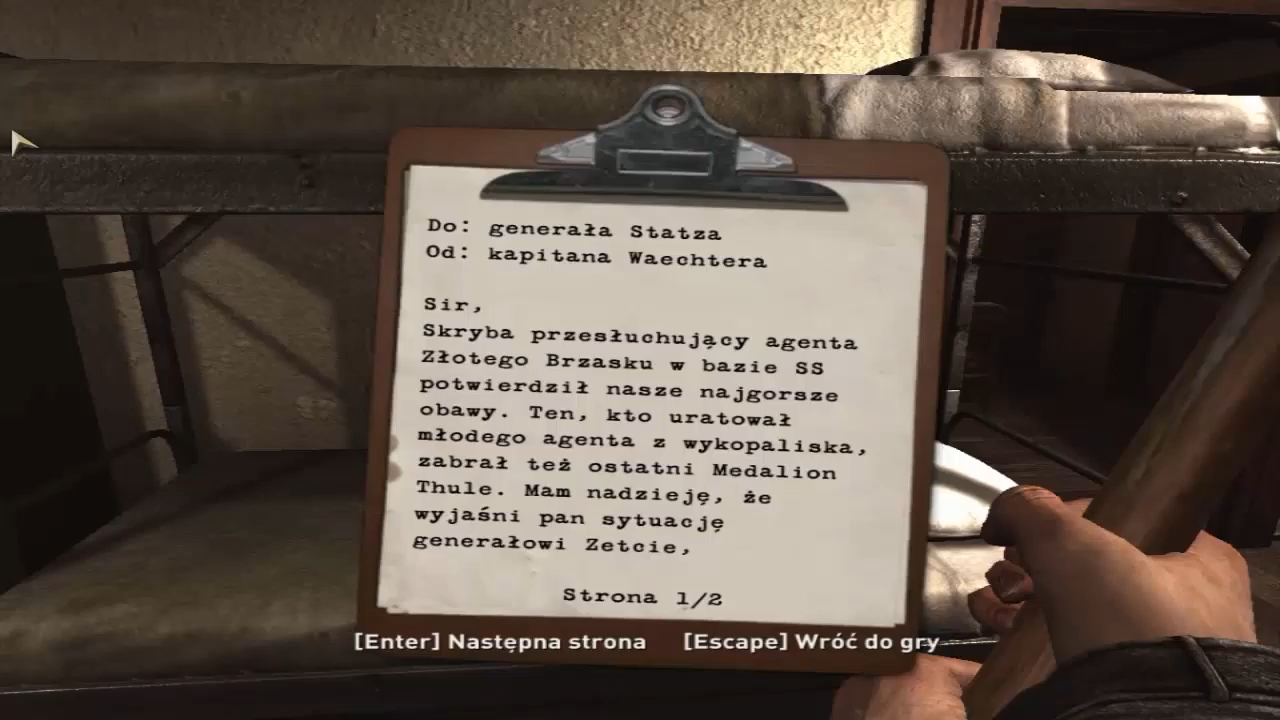 Do: generała Statza
Od: kapitana Waechtera
Sir,
Skryba przesłuchujący agenta
Złotego Brzasku w bazie SS
potwierdził nasze najgorsze
obawy. Ten, kto uratował
młodego agenta z wykopaliska,
zabrał też ostatni Medalion
Thule. Mam nadzieję, że
wyjaśni pan sytuację
generałowi Zetcie,
Strona 1/2
[Enter] Następna strona [Escape] Wróć do gry